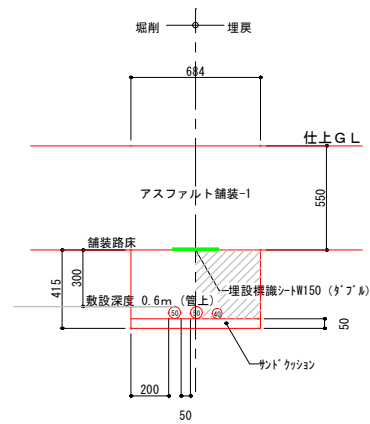 掘削 埋戻
684
仕上GL
アスファルト舗装-1
550
舗装路床
415
300
埋設標識シートW150 (ダブル)
敷設深度 0.6m (管上)
50 50 40
50
サンドクッション
200
50